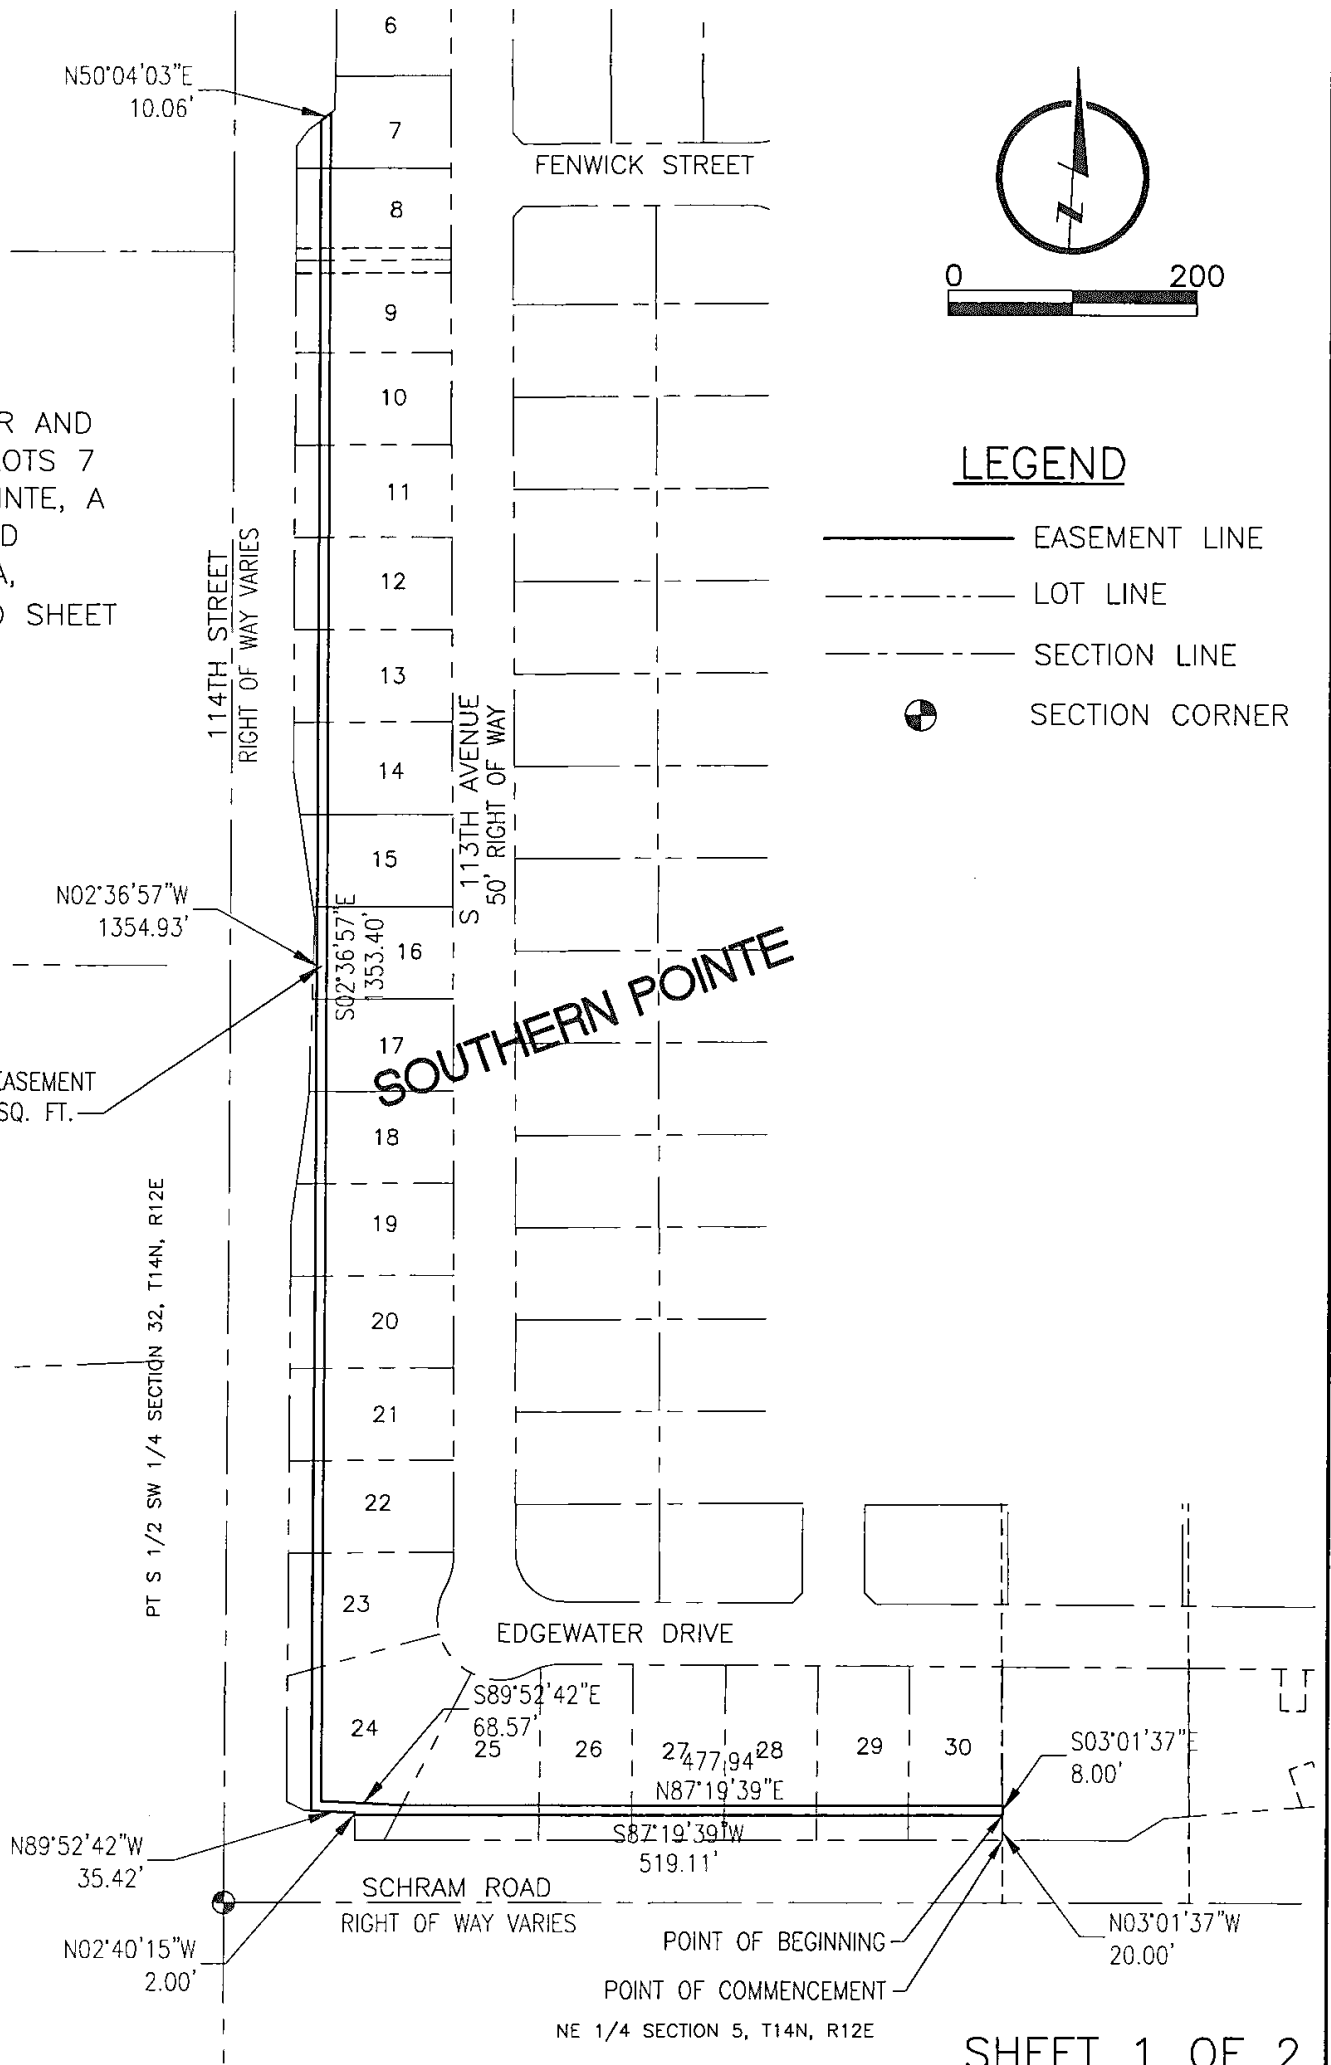 6
N50°04'03"E
10.06'
7
FENWICK STREET
8
0 200
9
10
R AND
OTS 7
INTE, A
D
A,
SHEET
LEGEND
EASEMENT LINE
LOT LINE
SECTION LINE
SECTION CORNER
11
12
13
14
15
16
17
18
19
20
21
22
23
24
25
26
27
28
29
30
114TH STREET
RIGHT OF WAY VARIES
S 113TH AVENUE
50' RIGHT OF WAY
N02°36'57"W
1354.93'
S02°36'57"E
1353.40'
SOUTHERN POINTE
EASEMENT
SQ. FT.
PT S 1/2 SW 1/4 SECTION 32, T14N, R12E
EDGEWATER DRIVE
S89°52'42"E
68.57'
477.94'
N87°19'39"E
S03°01'37"E
8.00'
S87°19'39"W
519.11'
N89°52'42"W
35.42'
SCHRAM ROAD
RIGHT OF WAY VARIES
N02°40'15"W
2.00'
POINT OF BEGINNING
N03°01'37"W
20.00'
POINT OF COMMENCEMENT
NE 1/4 SECTION 5, T14N, R12E
SHEET 1 OF 2